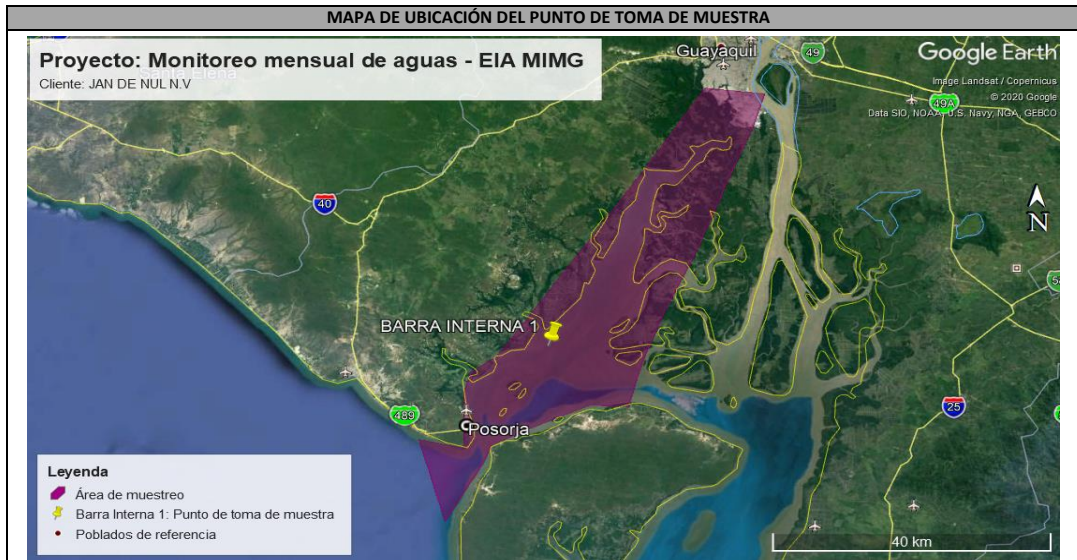 MAPA DE UBICACIÓN DEL PUNTO DE TOMA DE MUESTRA
Proyecto: Monitoreo mensual de aguas - EIA MIMG
Cliente: JAN DE NUL N.V
Santa Elena
Guayaquil
49
Google Earth
Image Landsat / Copernicus
© 2020 Google
Data SIO, NOAA, U.S. Navy, NGA, GEBCO
49A
40
N
BARRA INTERNA 1
489
Posorja
25
Leyenda
Área de muestreo
Barra Interna 1: Punto de toma de muestra
Poblados de referencia
40 km